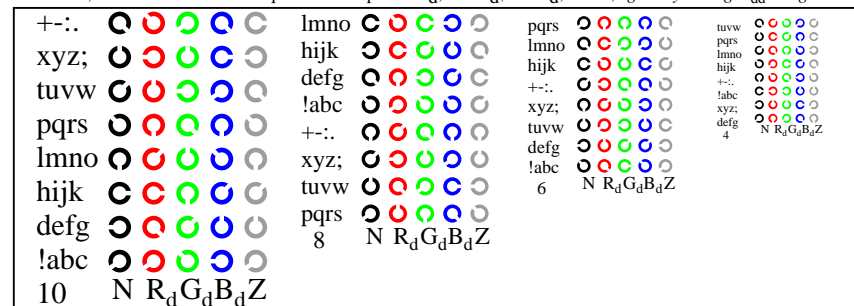 +-:.
xyz;
tuvw
pqrs
lmno
hijk
defg
!abc
10 N RdGdBdZ
lmno
hijk
defg
!abc
+-:.
xyz;
tuvw
pqrs
8 N RdGdBdZ
pqrs
lmno
hijk
+-:.
xyz;
tuvw
defg
!abc
6 N RdGdBdZ
tuvw
pqrs
lmno
hijk
+-:.
!abc
xyz;
defg
4 N RdGdBdZ